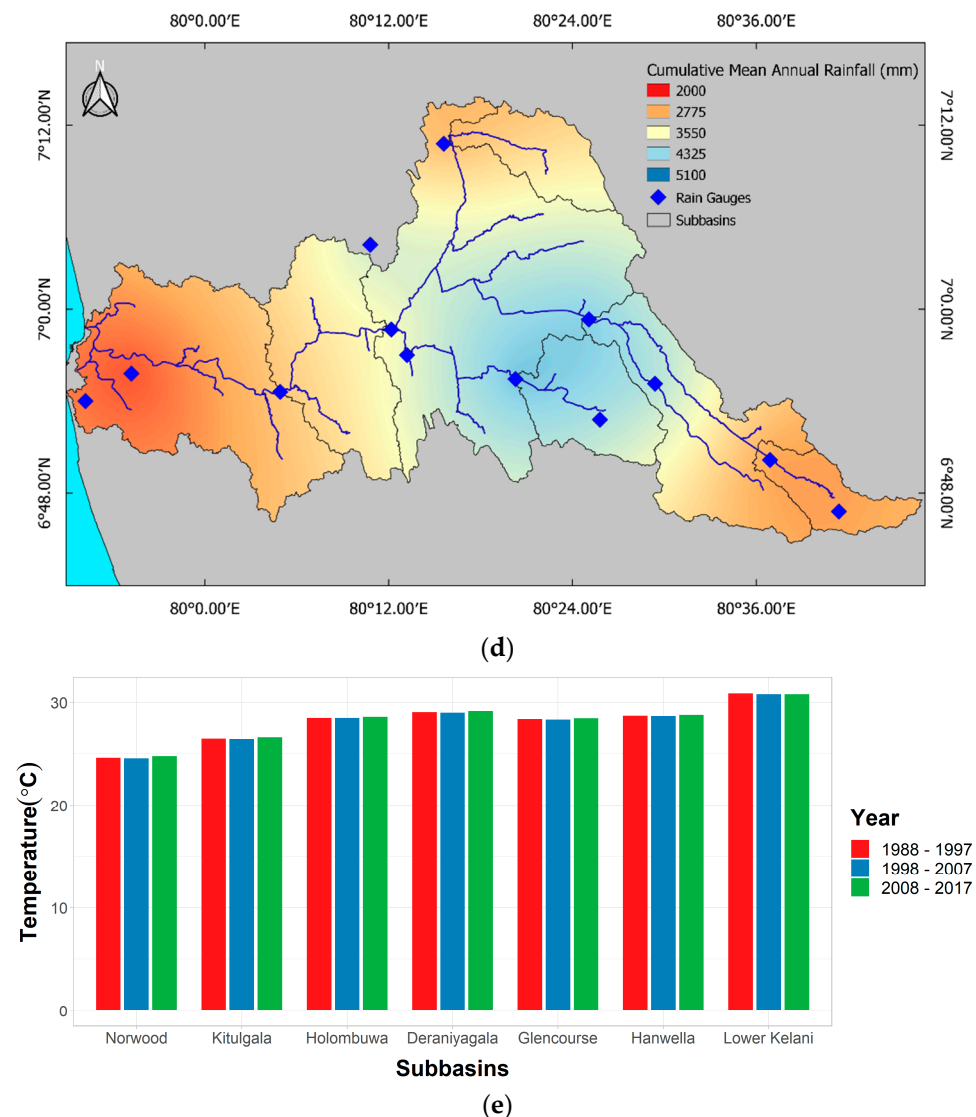 80°0.00'E 80°12.00'E 80°24.00'E 80°36.00'E
N
Cumulative Mean Annual Rainfall (mm)
2000
2775
3550
4325
5100
Rain Gauges
Subbasins
7°12.00'N 7°12.00'N
7°0.00'N 7°0.00'N
6°48.00'N 6°48.00'N
80°0.00'E 80°12.00'E 80°24.00'E 80°36.00'E
(d)
30
20
10
0
Temperature(°C)
Norwood Kitulgala Holombuwa Deraniyagala Glencourse Hanwella Lower Kelani
Subbasins
Year
1988 - 1997
1998 - 2007
2008 - 2017
(e)